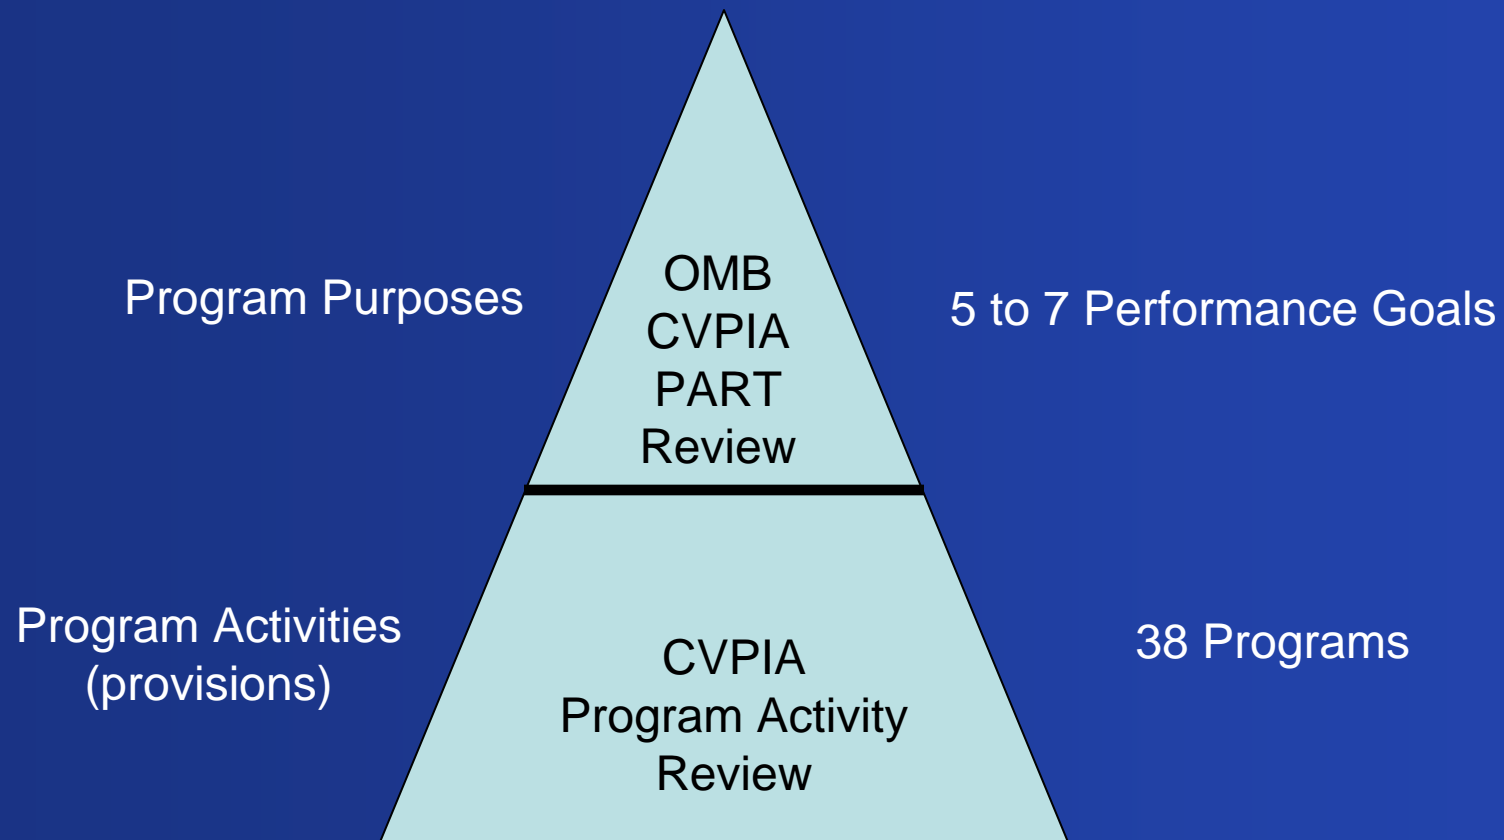 Program Purposes
OMB
CVPIA
PART
Review
5 to 7 Performance Goals
Program Activities
(provisions)
CVPIA
Program Activity
Review
38 Programs